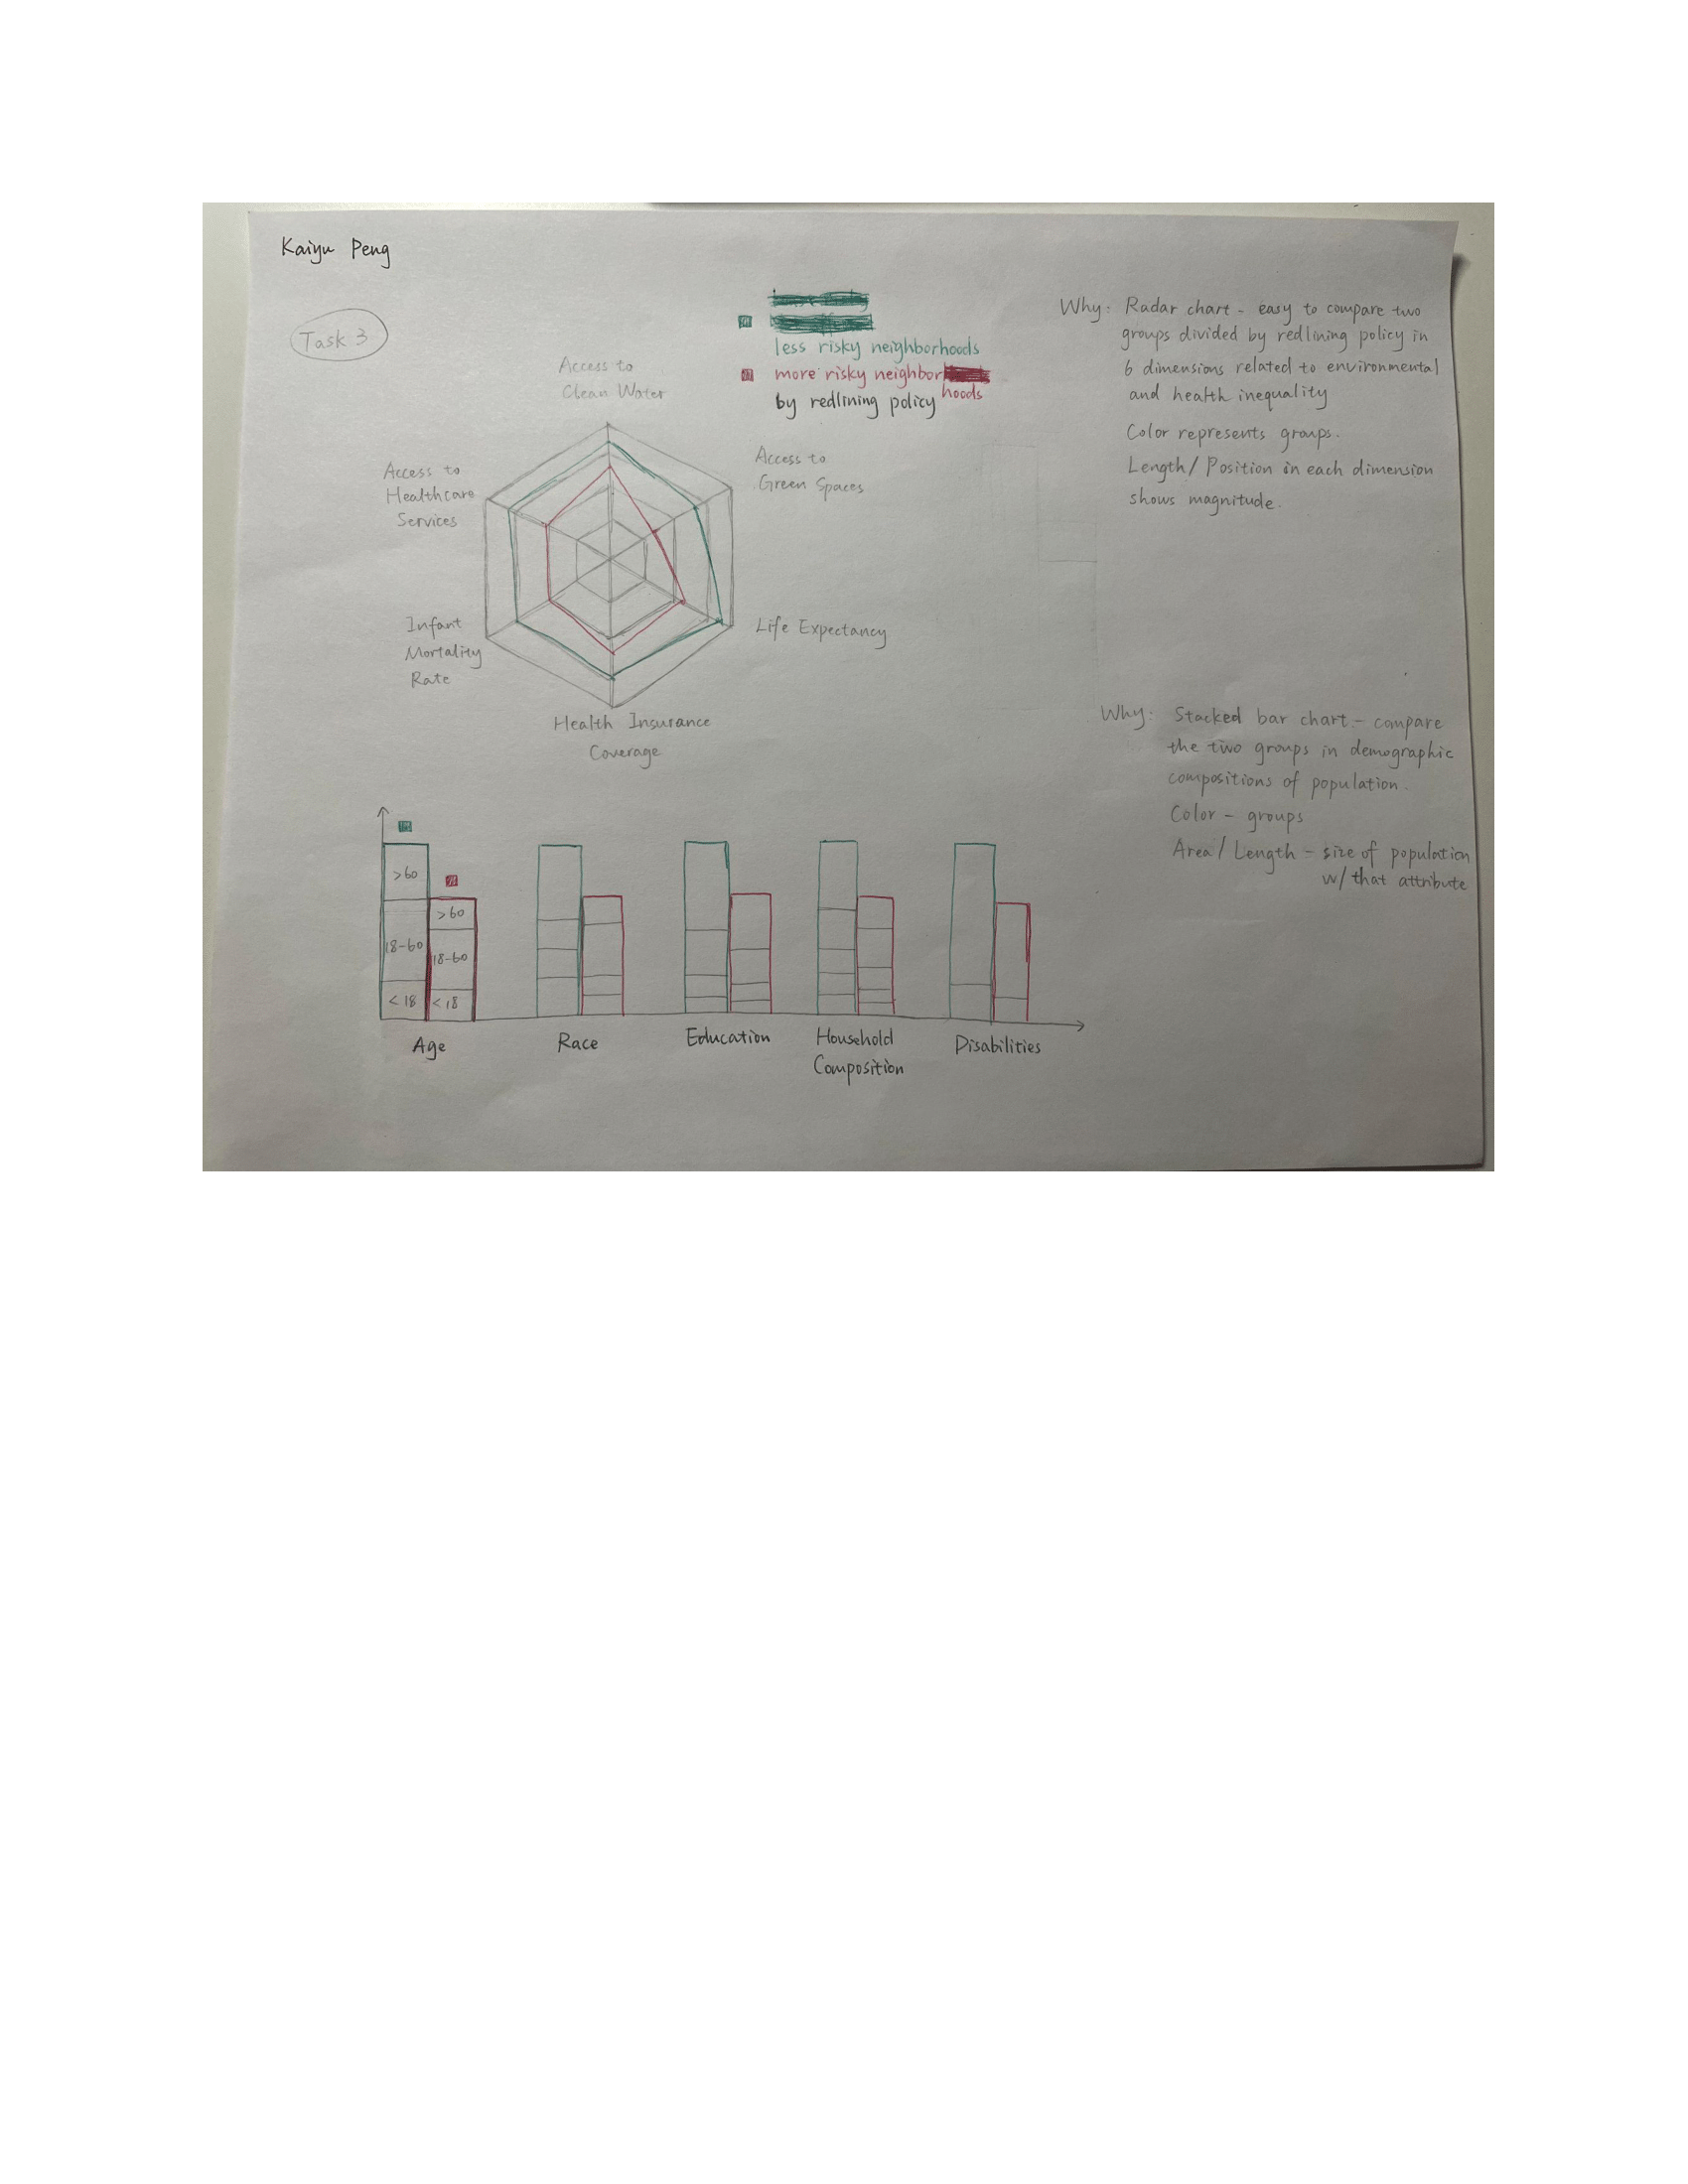 Kaiyu Peng
Task 3
less risky neighborhoods
more risky neighborhoods
by redlining policy
Access to
Clean Water
Access to
Green Spaces
Life Expectancy
Health Insurance
Coverage
Infant
Mortality
Rate
Access to
Healthcare
Services
Why: Radar chart - easy to compare two
groups divided by redlining policy in
6 dimensions related to environmental
and health inequality
Color represents groups.
Length/Position in each dimension
shows magnitude.
Why: Stacked bar chart - compare
the two groups in demographic
compositions of population.
Color - groups
Area/Length - size of population
w/ that attribute
>60
18-60
<18
>60
18-60
<18
Age
Race
Education
Household
Composition
Disabilities